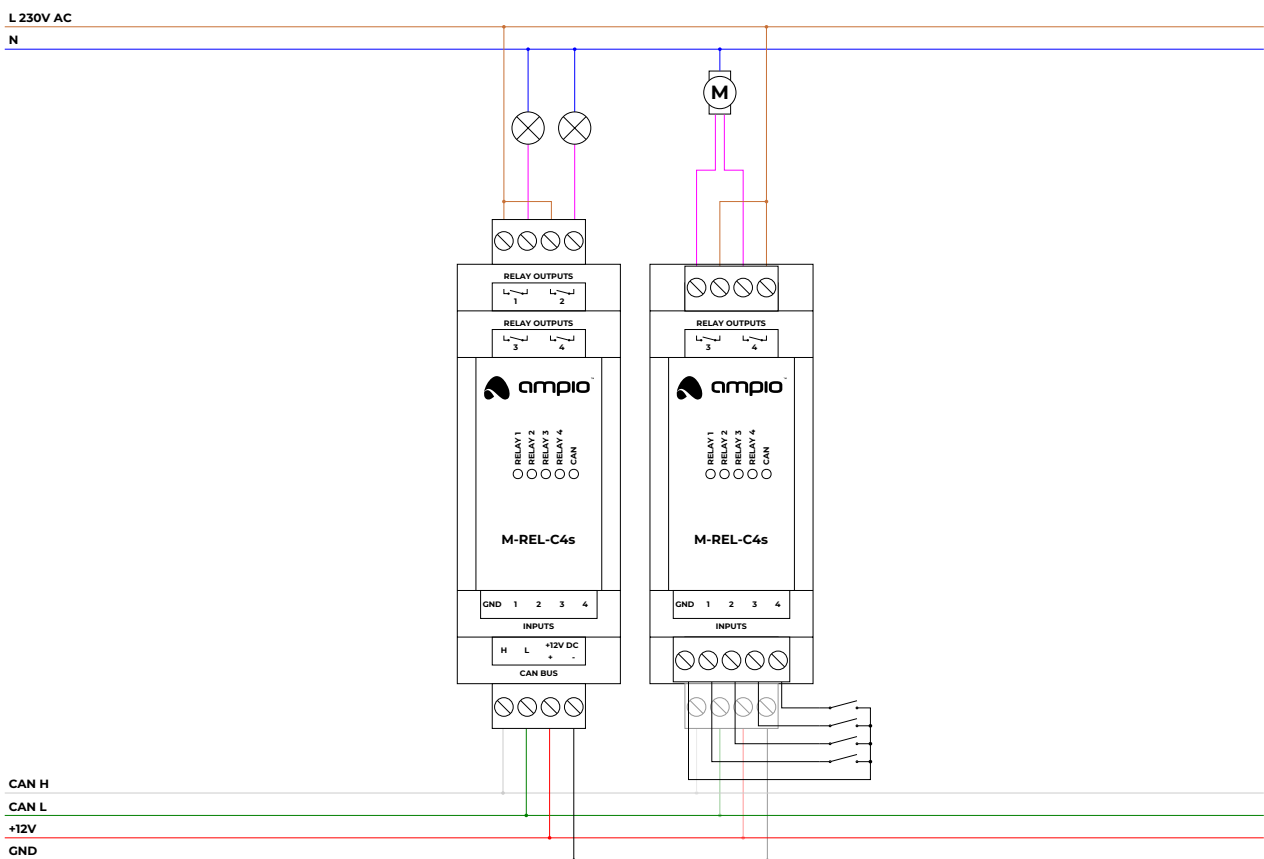 L 230V AC
N
M
RELAY OUTPUTS
1 2
RELAY OUTPUTS
3 4
ampio™
RELAY 1
RELAY 2
RELAY 3
RELAY 4
CAN
M-REL-C4s
GND 1 2 3 4
INPUTS
H L +12V DC
+ -
CAN BUS
RELAY OUTPUTS
3 4
ampio™
RELAY 1
RELAY 2
RELAY 3
RELAY 4
CAN
M-REL-C4s
GND 1 2 3 4
INPUTS
CAN H
CAN L
+12V
GND